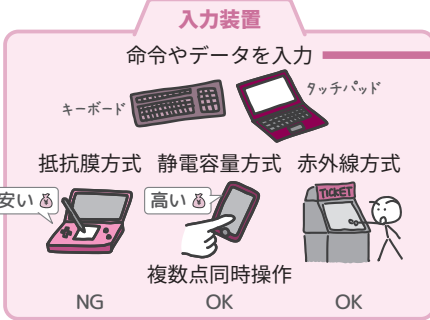 入力装置
命令やデータを入力
キーボード
タッチパッド
抵抗膜方式 静電容量方式 赤外線方式
安い
高い
TICKET
複数点同時操作
NG OK OK